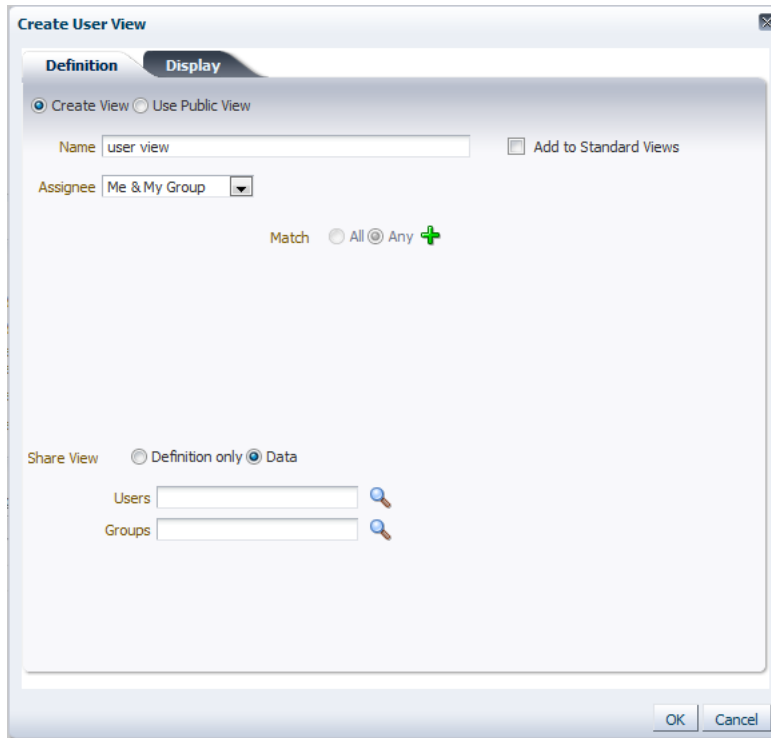 Create User View
Definition Display
Create View Use Public View
Name user view Add to Standard Views
Assignee Me & My Group
Match All Any
Share View Definition only Data
Users
Groups
OK Cancel